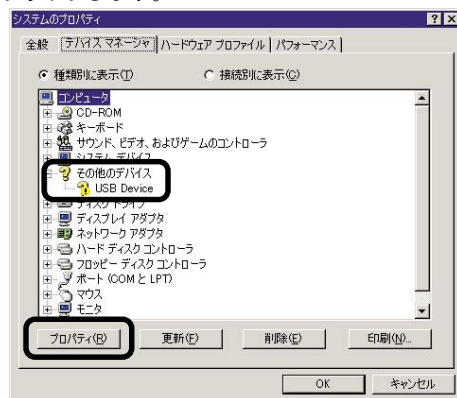 システムのプロパティ
全般 デバイス マネージャ ハードウェア プロファイル パフォーマンス
種類別に表示(T) 接続別に表示(C)
コンピュータ
CD-ROM
キーボード
サウンド、ビデオ、およびゲームのコントローラ
システム デバイス
その他のデバイス
USB Device
ディスク ドライブ
ディスプレイ アダプタ
ネットワーク アダプタ
ハード ディスク コントローラ
フロッピー ディスク コントローラ
ポート (COM と LPT)
マウス
モニタ
プロパティ(R) 更新(F) 削除(E) 印刷(N)...
OK キャンセル